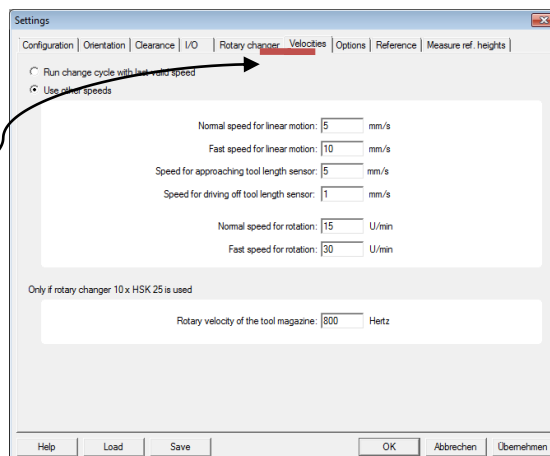 Settings
Configuration Orientation Clearance I/O Rotary changer Velocities Options Reference Measure ref. heights
Run change cycle with last valid speed
Use other speeds
Normal speed for linear motion: 5 mm/s
Fast speed for linear motion: 10 mm/s
Speed for approaching tool length sensor: 5 mm/s
Speed for driving off tool length sensor: 1 mm/s
Normal speed for rotation: 15 U/min
Fast speed for rotation: 30 U/min
Only if rotary changer 10 x HSK 25 is used
Rotary velocity of the tool magazine: 800 Hertz
Help Load Save OK Abbrechen Übernehmen